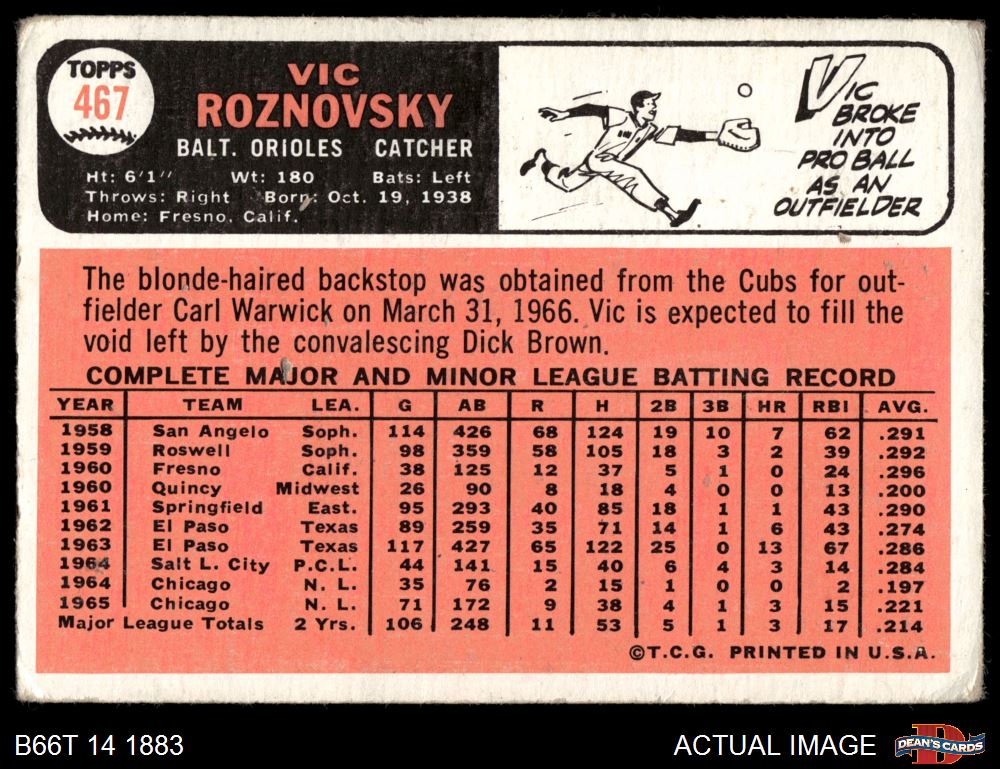 TOPPS
467
VIC
ROZNOVSKY
BALT. ORIOLES CATCHER
Ht: 6'1" Wt: 180 Bats: Left
Throws: Right Born: Oct. 19, 1938
Home: Fresno, Calif.
VIC
BROKE
INTO
PRO BALL
AS AN
OUTFIELDER
The blonde-haired backstop was obtained from the Cubs for out-
fielder Carl Warwick on March 31, 1966. Vic is expected to fill the
void left by the convalescing Dick Brown.
COMPLETE MAJOR AND MINOR LEAGUE BATTING RECORD
YEAR TEAM LEA. G AB R H 2B 3B HR RBI AVG.
1958 San Angelo Soph. 114 426 68 124 19 10 7 62 .291
1959 Roswell Soph. 98 359 58 105 18 3 2 39 .292
1960 Fresno Calif. 38 125 12 37 5 1 0 24 .296
1960 Quincy Midwest 26 90 8 18 4 0 0 13 .200
1961 Springfield East. 95 293 40 85 18 1 1 43 .290
1962 El Paso Texas 89 259 35 71 14 1 6 43 .274
1963 El Paso Texas 117 427 65 122 25 0 13 67 .286
1964 Salt L. City P.C.L. 44 141 15 40 6 4 3 14 .284
1964 Chicago N. L. 35 76 2 15 1 0 0 2 .197
1965 Chicago N. L. 71 172 9 38 4 1 3 15 .221
Major League Totals 2 Yrs. 106 248 11 53 5 1 3 17 .214
©T.C.G. PRINTED IN U.S.A.
B66T 14 1883
ACTUAL IMAGE
D
DEAN'S CARDS